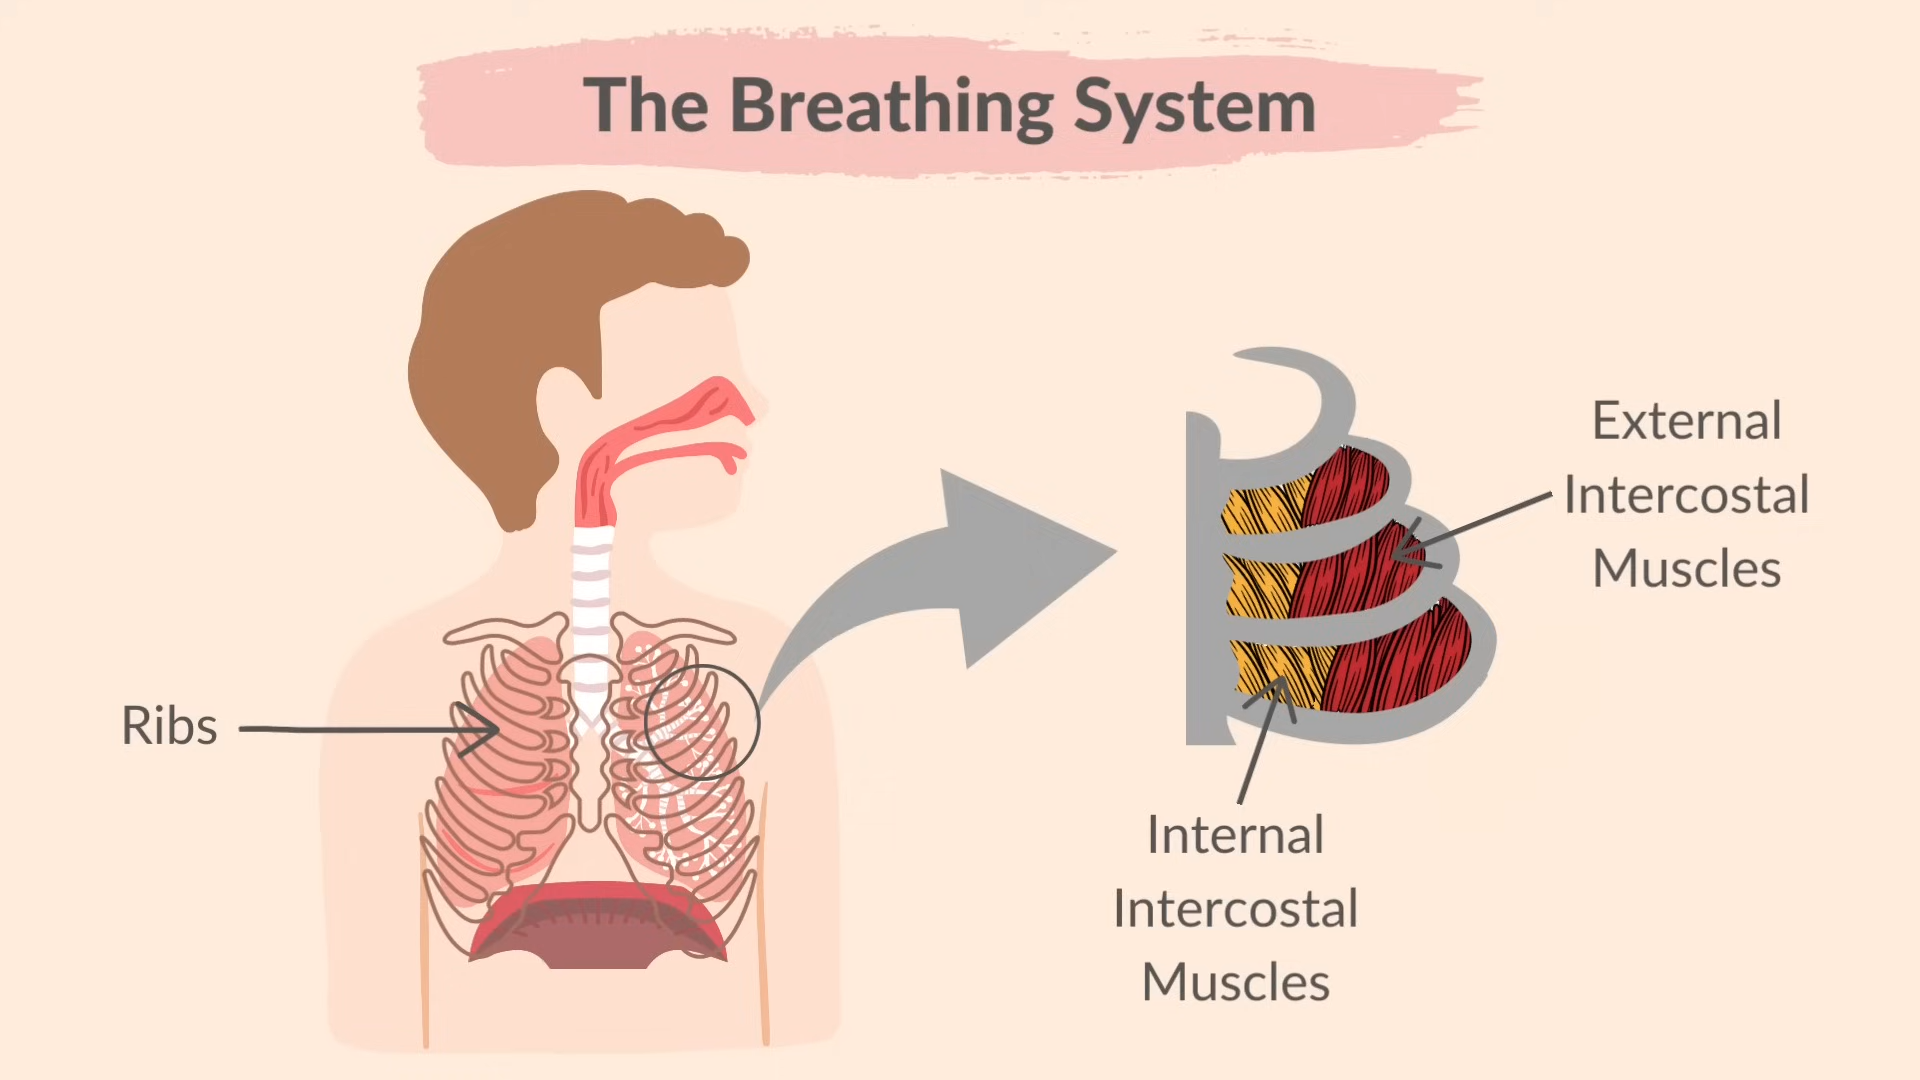 The Breathing System
External
Intercostal
Muscles
Ribs
Internal
Intercostal
Muscles